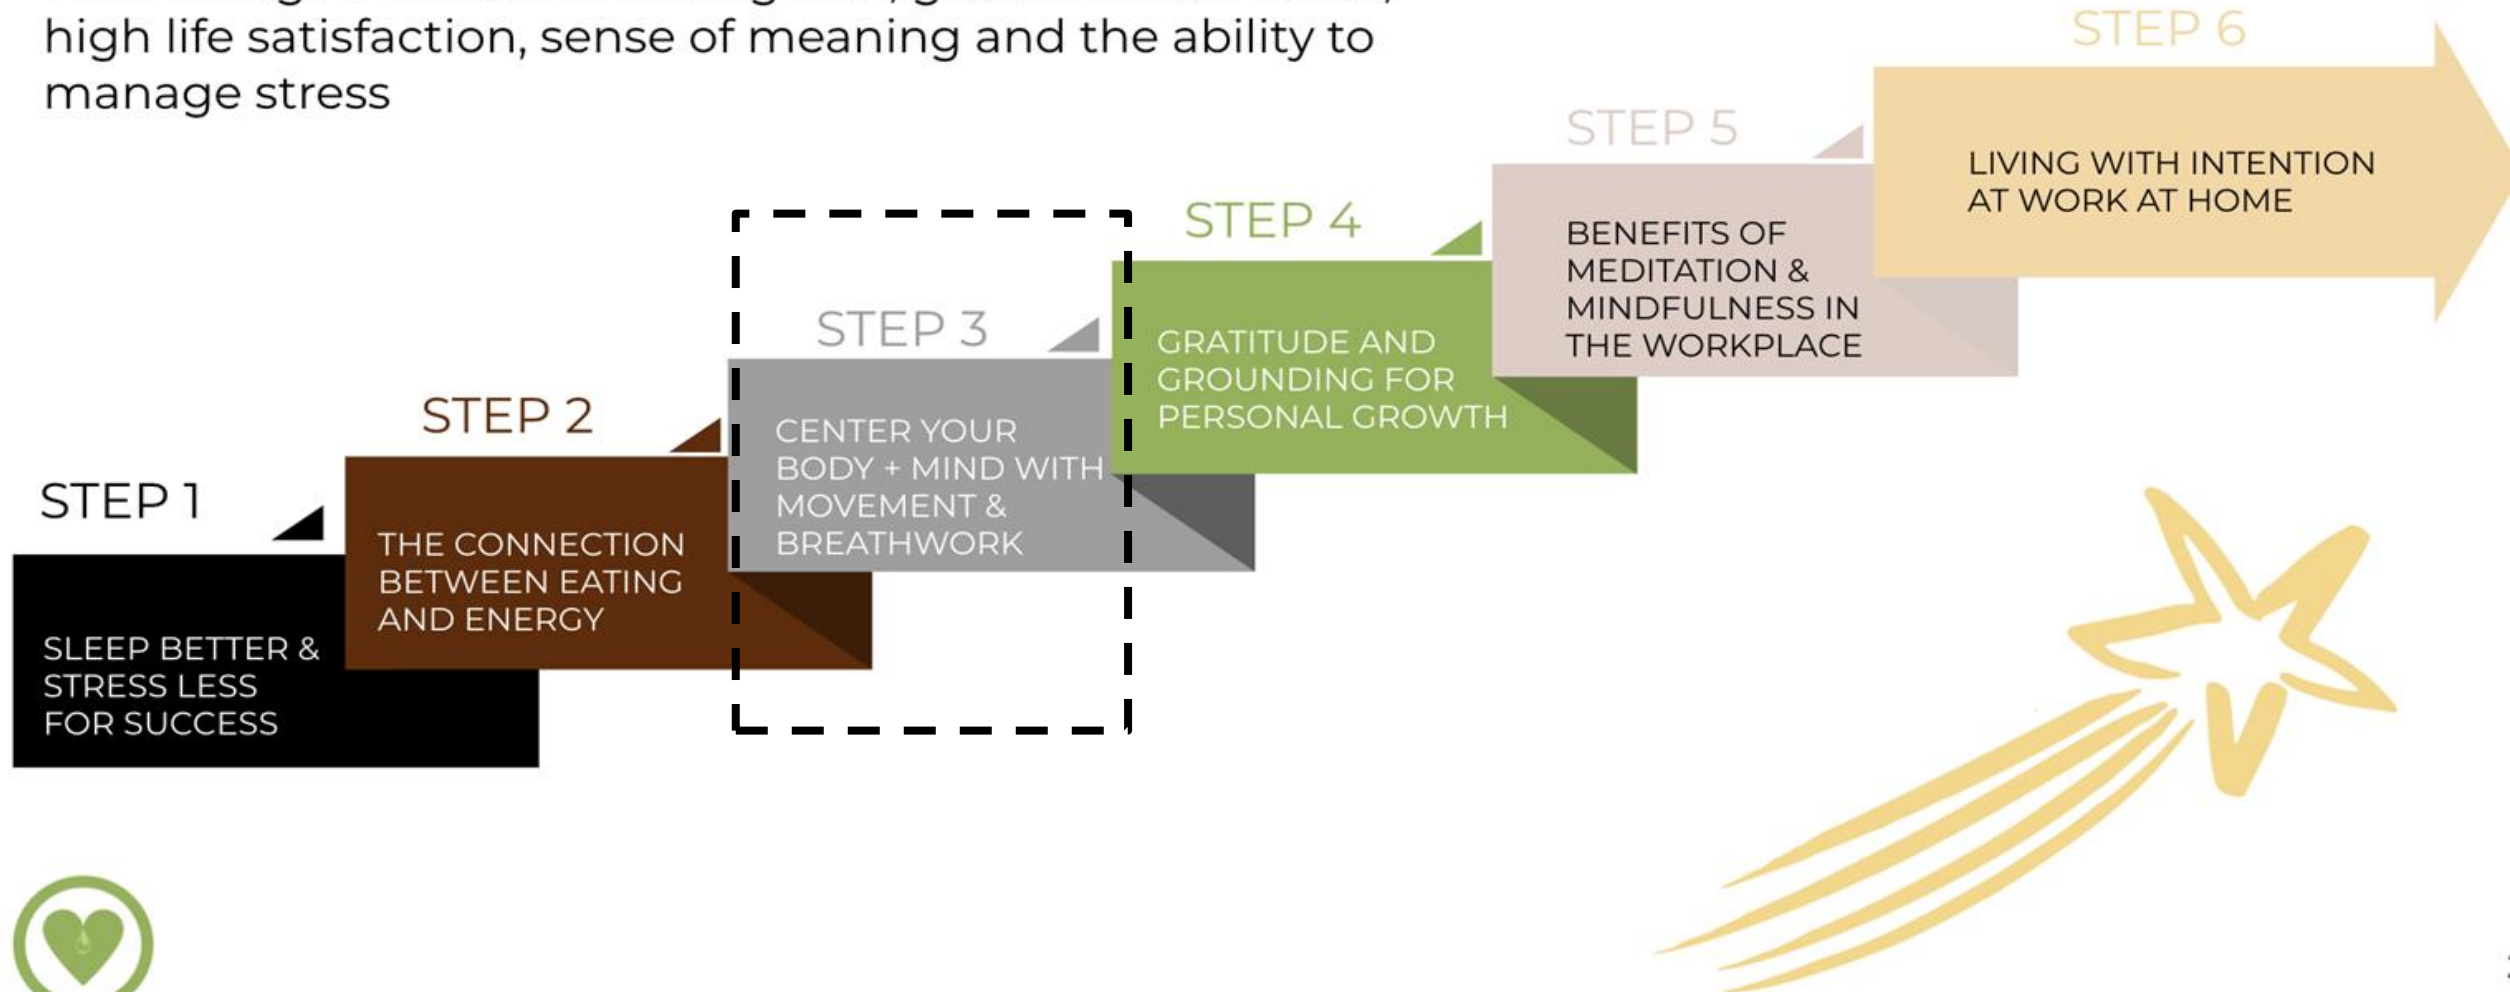 high life satisfaction, sense of meaning and the ability to
manage stress
STEP 1
SLEEP BETTER &
STRESS LESS
FOR SUCCESS
STEP 2
THE CONNECTION
BETWEEN EATING
AND ENERGY
STEP 3
CENTER YOUR
BODY + MIND WITH
MOVEMENT &
BREATHWORK
STEP 4
GRATITUDE AND
GROUNDING FOR
PERSONAL GROWTH
STEP 5
BENEFITS OF
MEDITATION &
MINDFULNESS IN
THE WORKPLACE
STEP 6
LIVING WITH INTENTION
AT WORK AT HOME